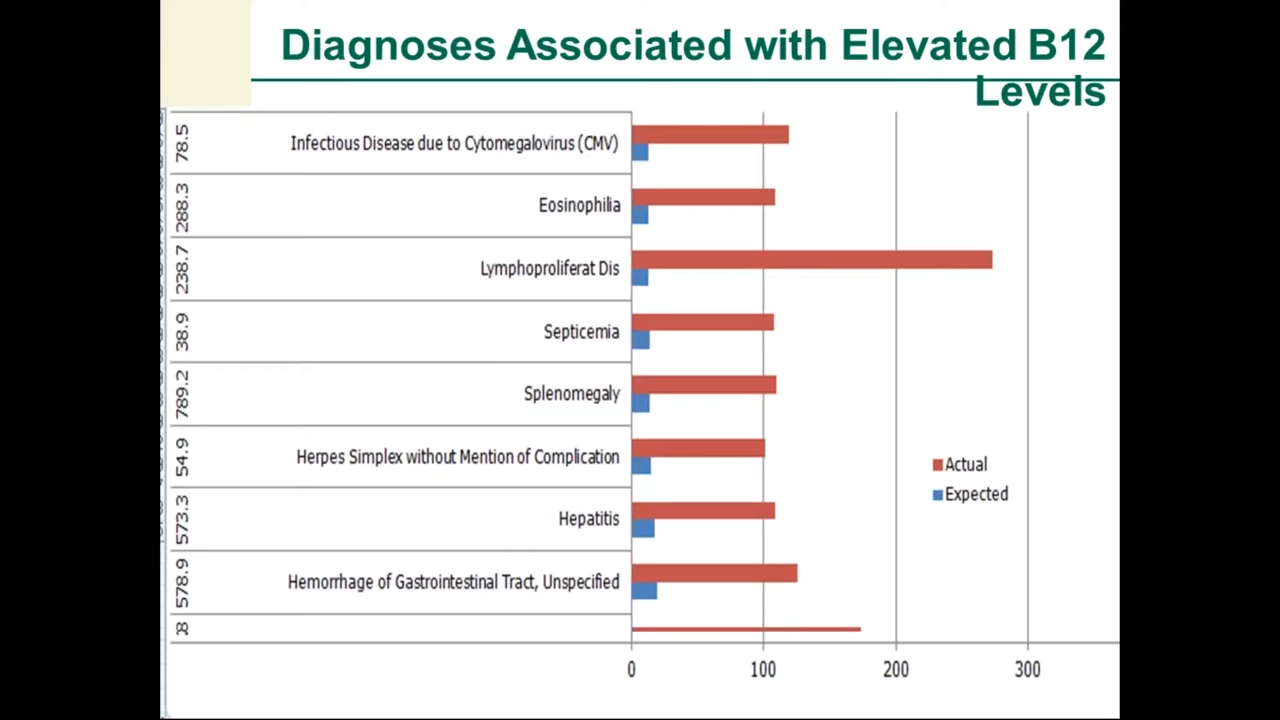 Diagnoses Associated with Elevated B12
Levels
78.5 Infectious Disease due to Cytomegalovirus (CMV)
288.3 Eosinophilia
238.7 Lymphoproliferat Dis
38.9 Septicemia
789.2 Splenomegaly
54.9 Herpes Simplex without Mention of Complication
573.3 Hepatitis
578.9 Hemorrhage of Gastrointestinal Tract, Unspecified
Actual
Expected
0 100 200 300